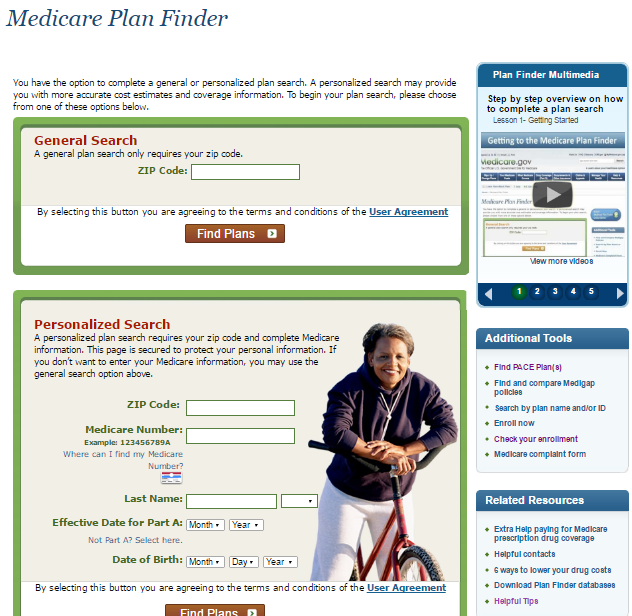 Medicare Plan Finder
You have the option to complete a general or personalized plan search. A personalized search may provide
you with more accurate cost estimates and coverage information. To begin your plan search, please choose
from one of these options below.
General Search
A general plan search only requires your zip code.
ZIP Code:
By selecting this button you are agreeing to the terms and conditions of the User Agreement
Find Plans
Personalized Search
A personalized plan search requires your zip code and complete Medicare
information. This page is secured to protect your personal information. If
you don't want to enter your Medicare information, you may use the
general search option above.
ZIP Code:
Medicare Number:
Example: 123456789A
Where can I find my Medicare
Number?
Last Name:
Effective Date for Part A: Month Year
Not Part A? Select here.
Date of Birth: Month Day Year
By selecting this button you are agreeing to the terms and conditions of the User Agreement
Find Plans
Plan Finder Multimedia
Step by step overview on how
to complete a plan search
Lesson 1- Getting Started
Getting to the Medicare Plan Finder
Medicare.gov
Medicare Plan Finder
View more videos
1 2 3 4 5
Additional Tools
Find PACE Plan(s)
Find and compare Medigap
policies
Search by plan name and/or ID
Enroll now
Check your enrollment
Medicare complaint form
Related Resources
Extra Help paying for Medicare
prescription drug coverage
Helpful contacts
6 ways to lower your drug costs
Download Plan Finder databases
Helpful Tips